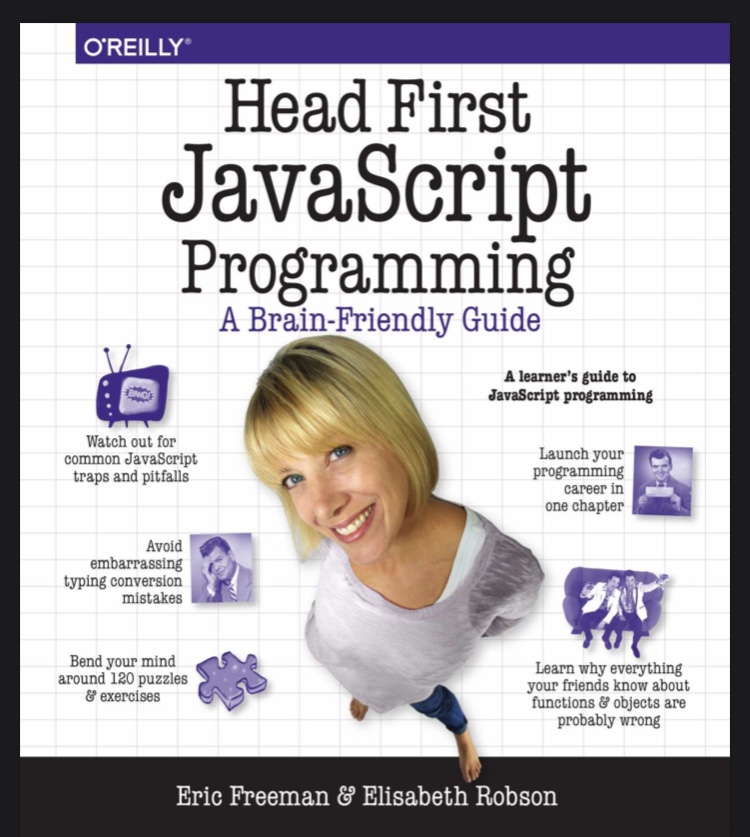 O'REILLY®
Head First
JavaScript
Programming
A Brain-Friendly Guide
A learner's guide to
JavaScript programming
BANG!
Watch out for
common JavaScript
traps and pitfalls
Launch your
programming
career in
one chapter
Avoid
embarrassing
typing conversion
mistakes
Bend your mind
around 120 puzzles
& exercises
Learn why everything
your friends know about
functions & objects are
probably wrong
Eric Freeman & Elisabeth Robson